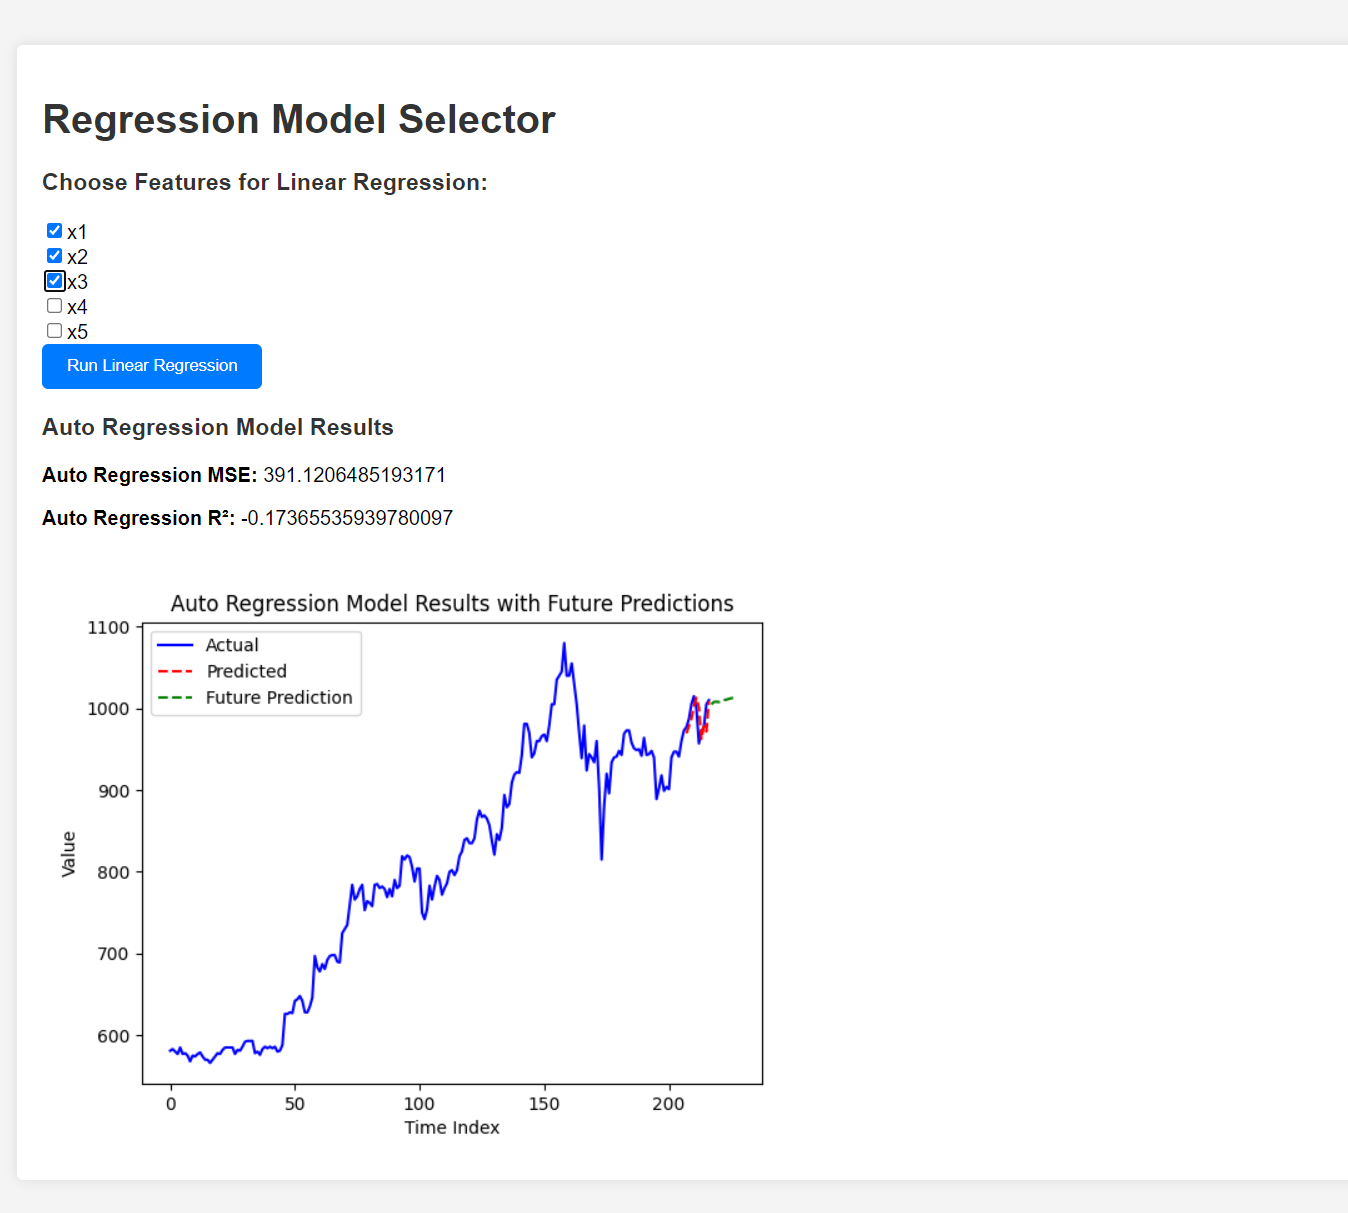 Regression Model Selector
Choose Features for Linear Regression:
x1
x2
x3
x4
x5
Run Linear Regression
Auto Regression Model Results
Auto Regression MSE: 391.1206485193171
Auto Regression R²: -0.17365535939780097
Auto Regression Model Results with Future Predictions
1100
1000
900
800
700
600
Value
Actual
Predicted
Future Prediction
0 50 100 150 200
Time Index